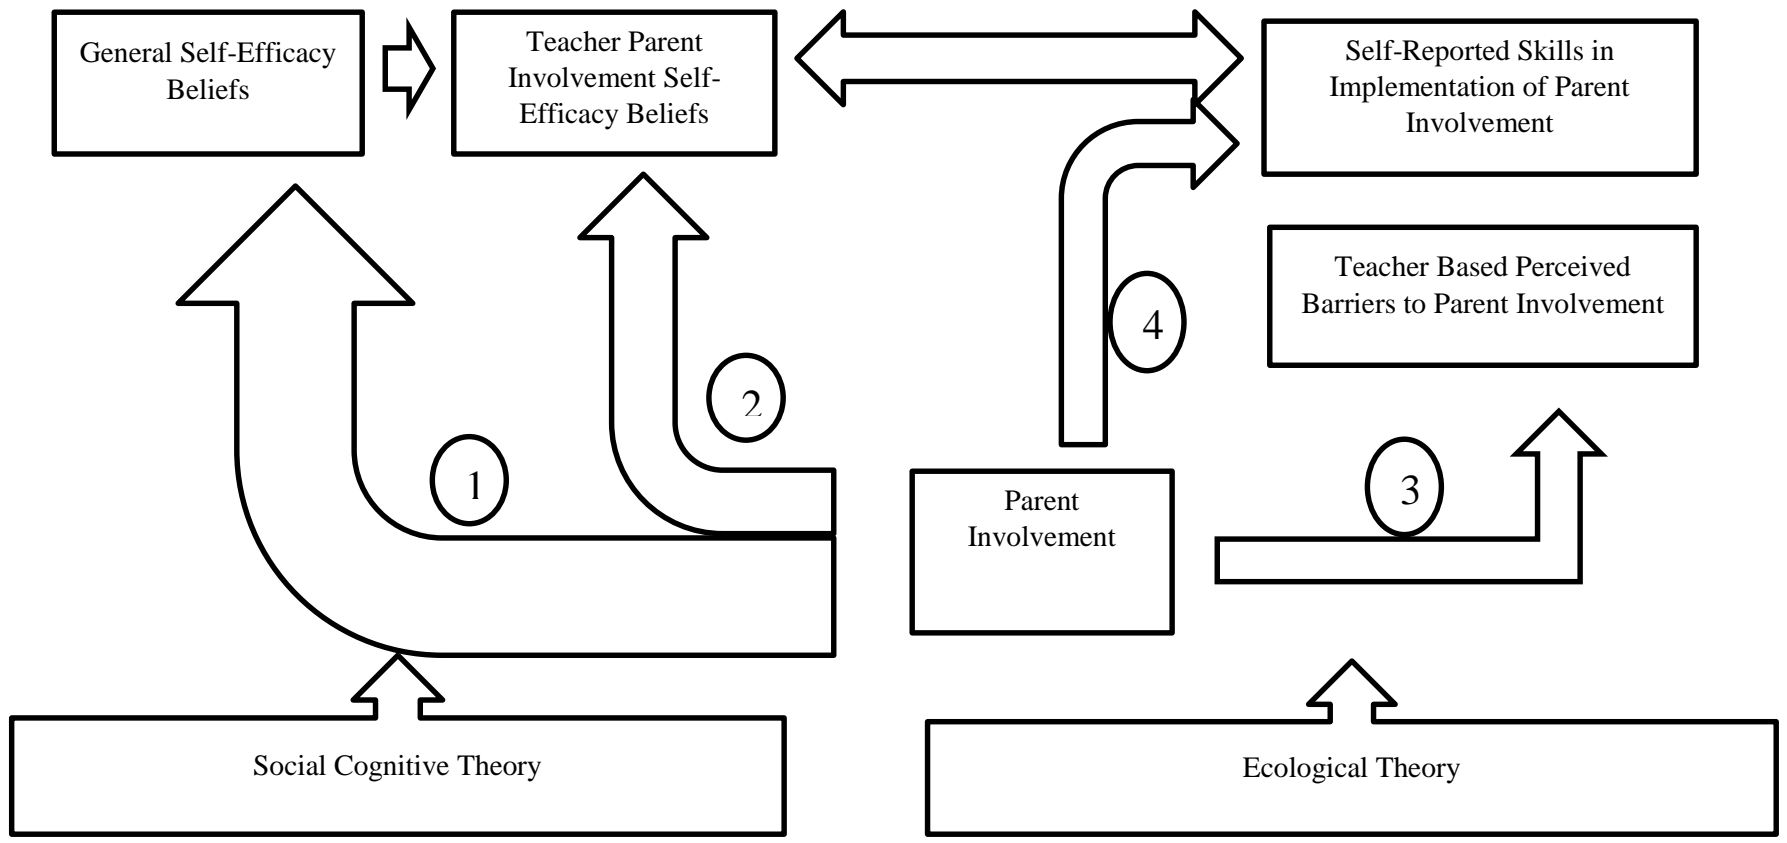 General Self-Efficacy
Beliefs
Teacher Parent
Involvement Self-
Efficacy Beliefs
Self-Reported Skills in
Implementation of Parent
Involvement
Teacher Based Perceived
Barriers to Parent Involvement
4
2
1
3
Parent
Involvement
Social Cognitive Theory
Ecological Theory